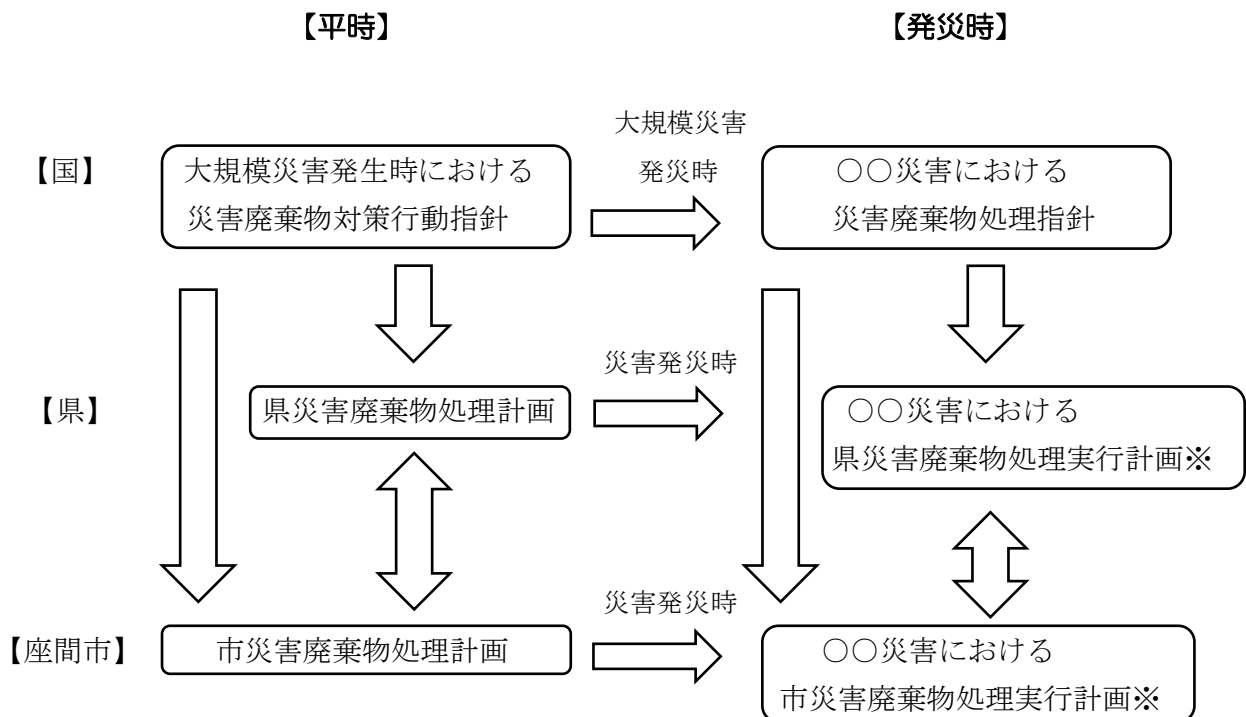 【平時】
【発災時】
大規模災害
発災時
【国】
大規模災害発生時における
災害廃棄物対策行動指針
○○災害における
災害廃棄物処理指針
災害発災時
【県】
県災害廃棄物処理計画
○○災害における
県災害廃棄物処理実行計画※
災害発災時
【座間市】
市災害廃棄物処理計画
○○災害における
市災害廃棄物処理実行計画※